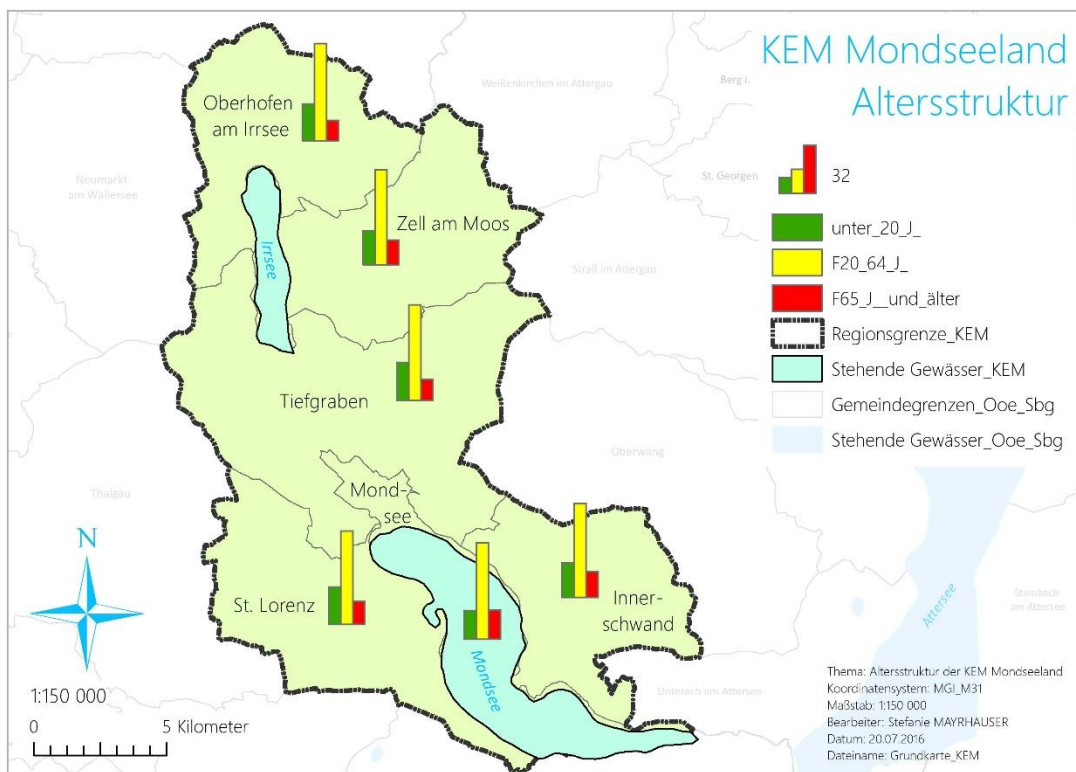 KEM Mondseeland
Altersstruktur
32
unter_20_J_
F20_64_J_
F65_J__und_älter
Regionsgrenze_KEM
Stehende Gewässer_KEM
Gemeindegrenzen_Ooe_Sbg
Stehende Gewässer_Ooe_Sbg
Weißenkirchen im Attergau
Berg i.
St. Georgen
Neumarkt
am Wallersee
Straß im Attergau
Oberwang
Thalgau
Steinbach
am Attersee
Unterach am Attersee
Attersee
Oberhofen
am Irrsee
Zell am Moos
Irrsee
Tiefgraben
Mond-
see
St. Lorenz
Inner-
schwand
Mondsee
N
1:150 000
0 5 Kilometer
Thema: Altersstruktur der KEM Mondseeland
Koordinatensystem: MGI_M31
Maßstab: 1:150 000
Bearbeiter: Stefanie MAYRHAUSER
Datum: 20.07.2016
Dateiname: Grundkarte_KEM